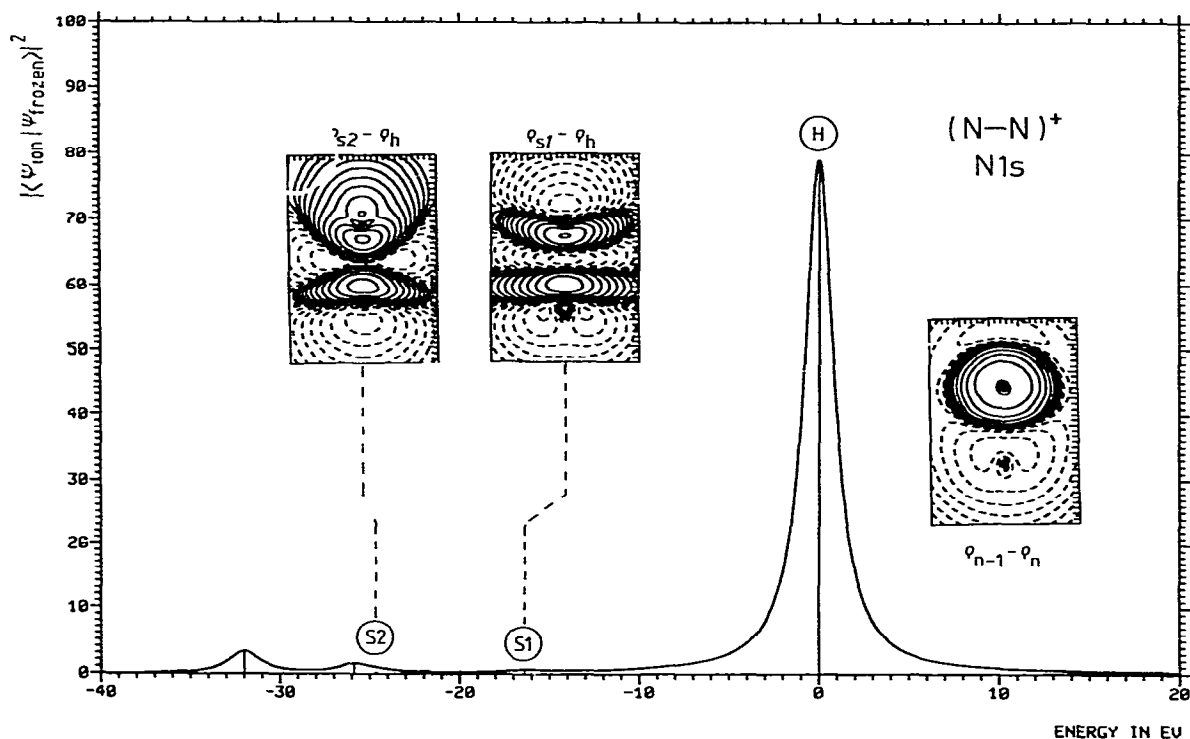 |⟨Ψion|Ψfrozen⟩|²
100
90
80
70
60
50
40
30
20
10
0
-40
-30
-20
-10
0
10
20
ENERGY IN EV
s2 - ρh
ρs1 - ρh
H
(N—N)+
N1s
ρn-1 - ρn
S2
S1